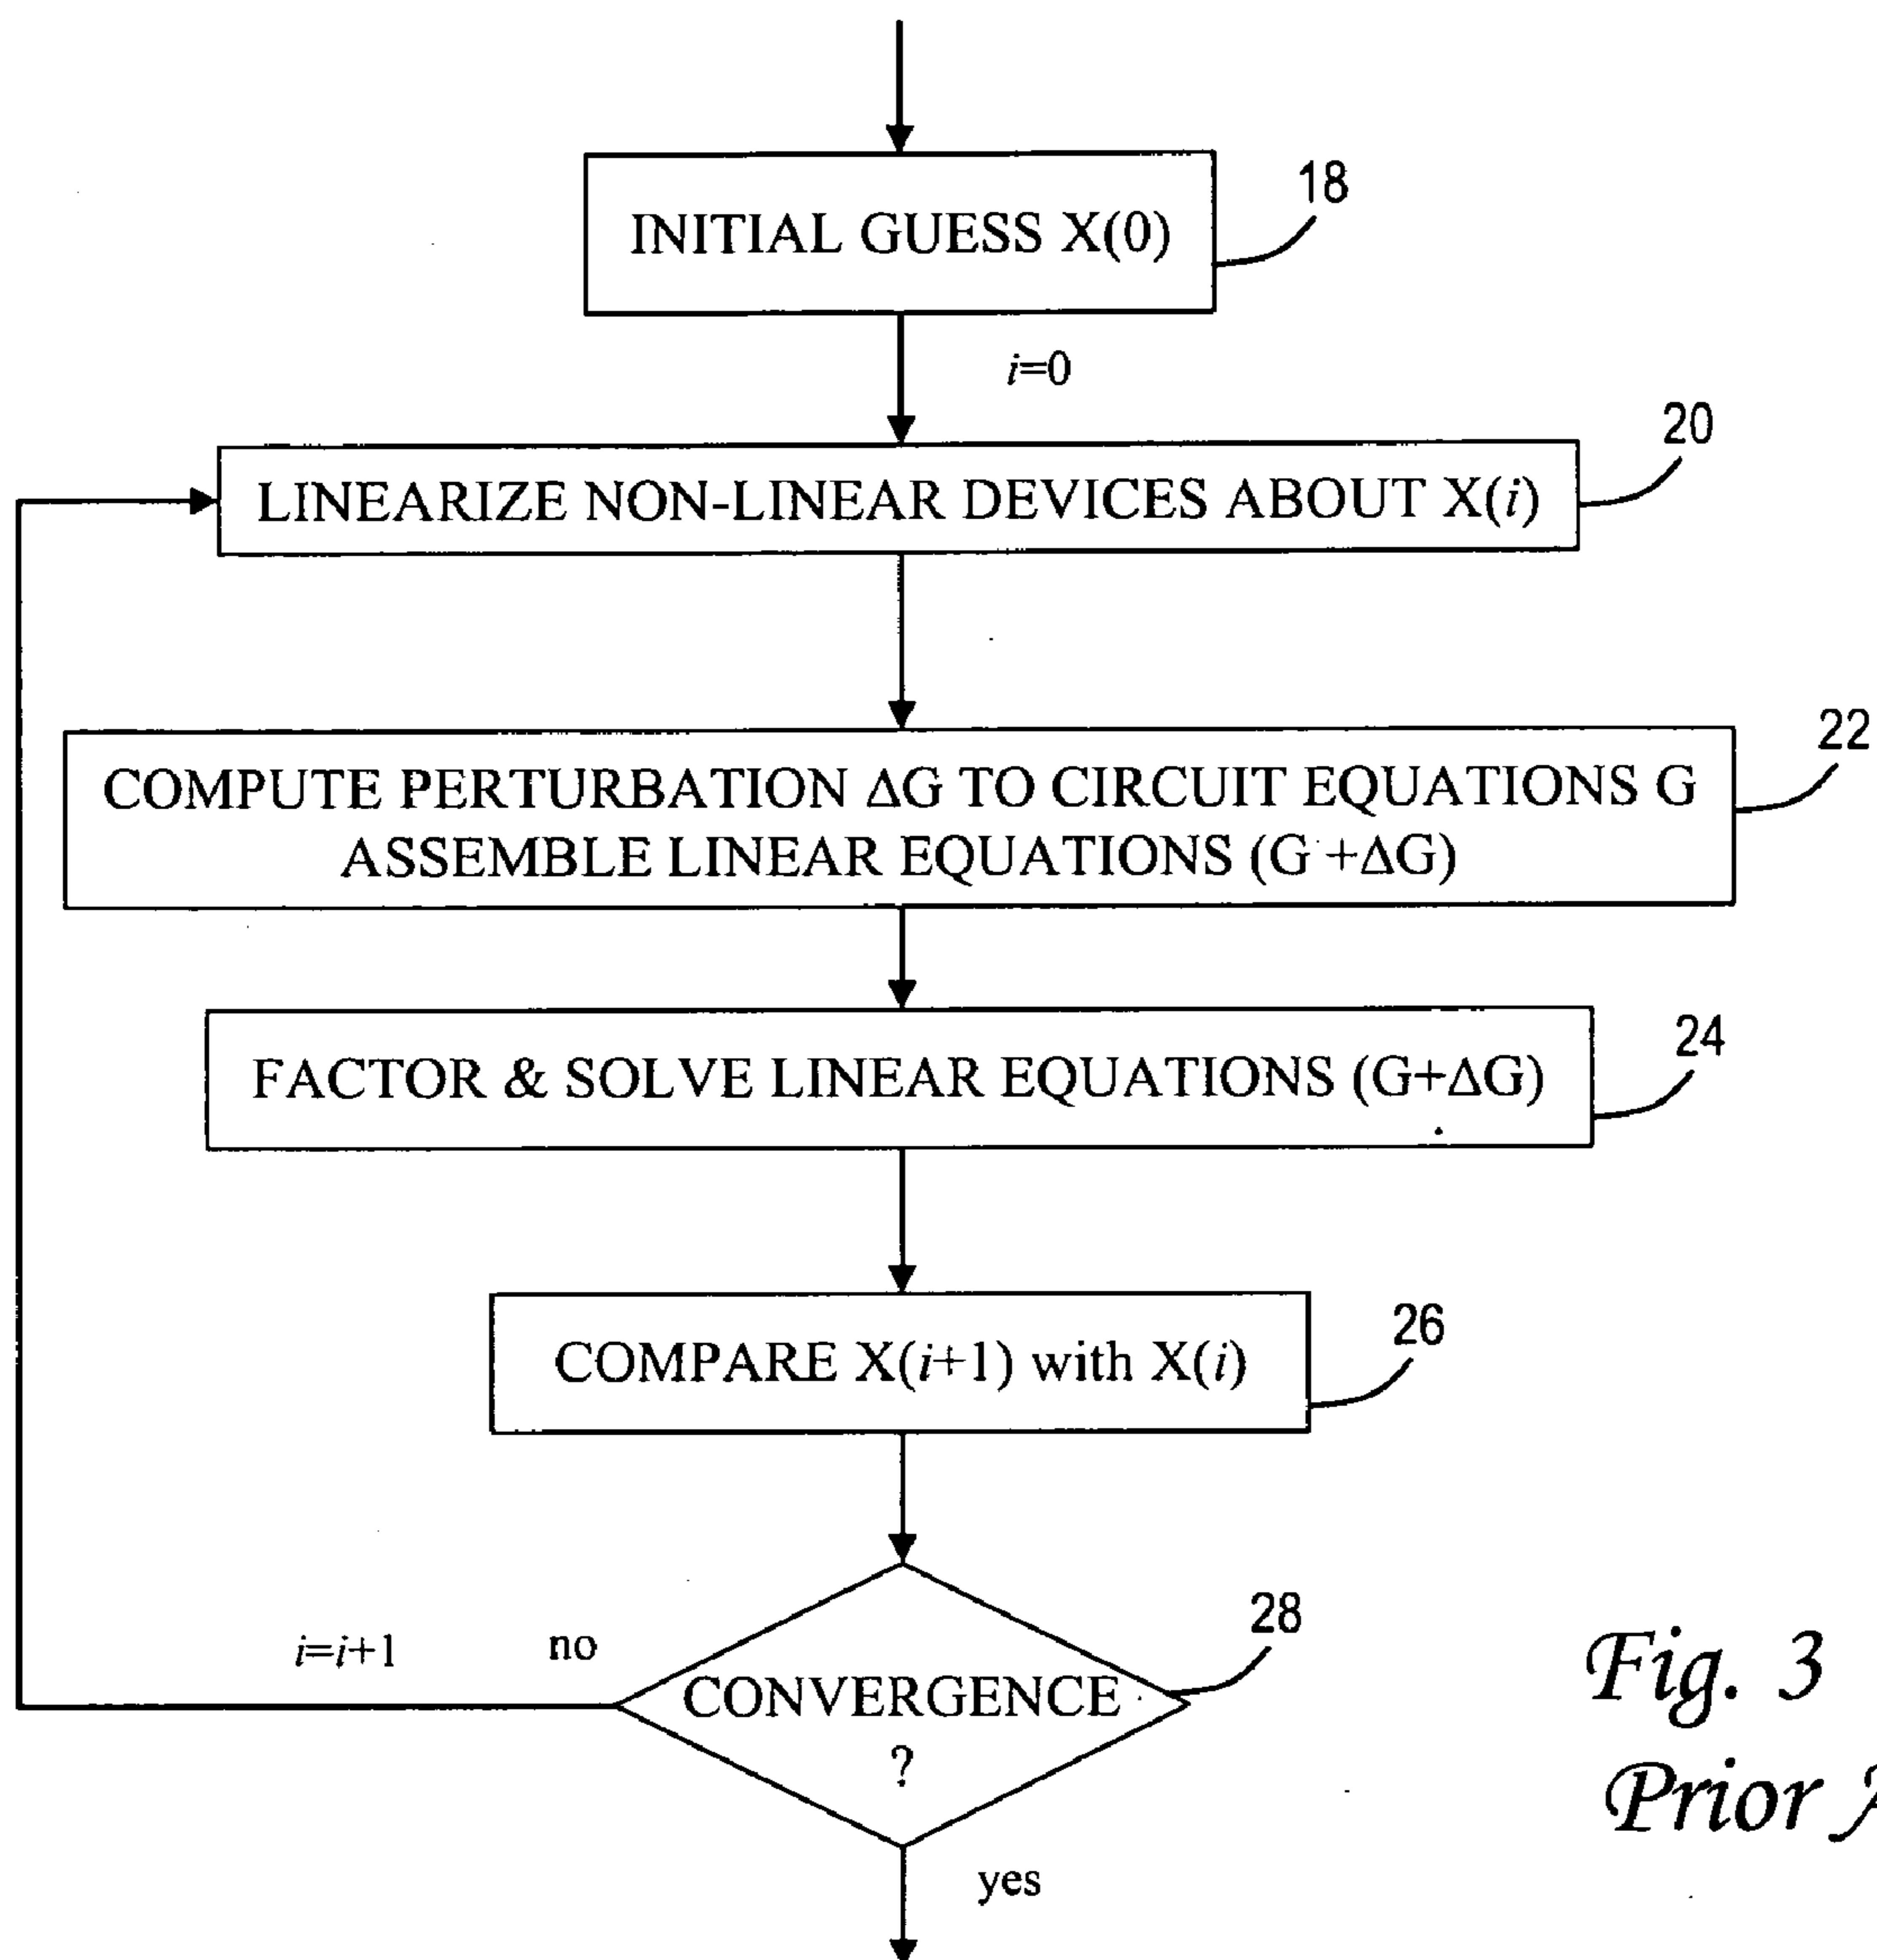 INITIAL GUESS X(0)
18
i=0
20
LINEARIZE NON-LINEAR DEVICES ABOUT X(i)
22
COMPUTE PERTURBATION ΔG TO CIRCUIT EQUATIONS G
ASSEMBLE LINEAR EQUATIONS (G +ΔG)
24
FACTOR & SOLVE LINEAR EQUATIONS (G+ΔG)
26
COMPARE X(i+1) with X(i)
28
i=i+1
no
CONVERGENCE
?
yes
Fig. 3
Prior